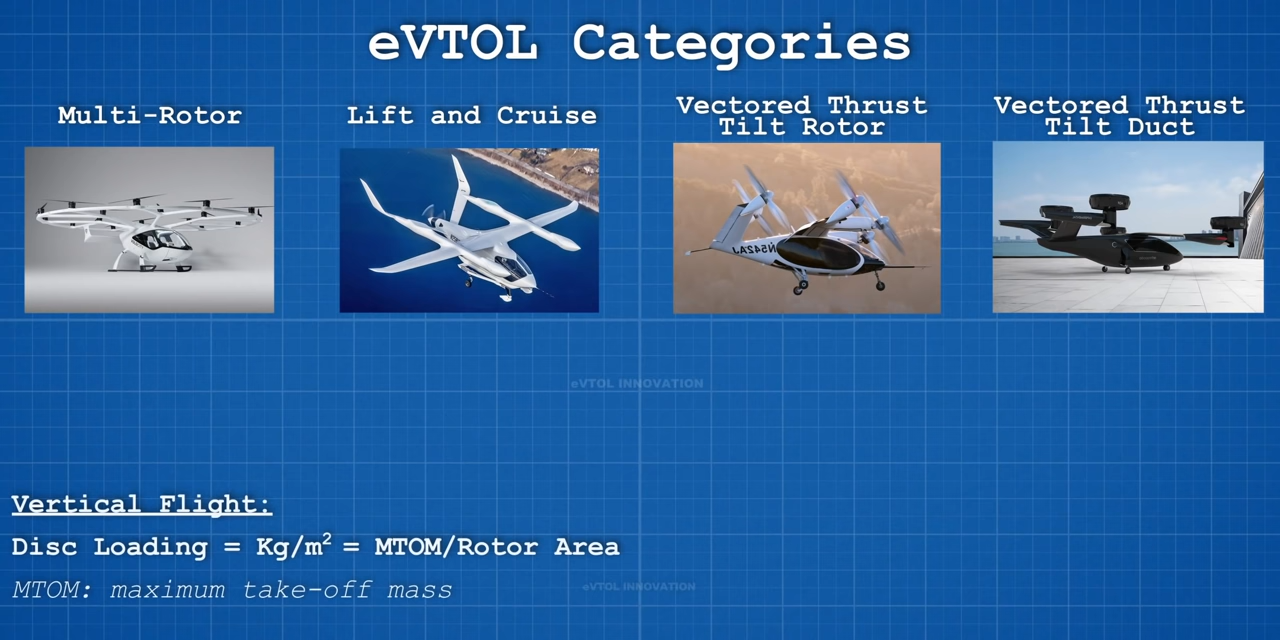 eVTOL Categories
Multi-Rotor
Lift and Cruise
Vectored Thrust
Tilt Rotor
Vectored Thrust
Tilt Duct
N542AJ
eVTOL INNOVATION
Vertical Flight:
Disc Loading = Kg/m² = MTOM/Rotor Area
MTOM: maximum take-off mass
eVTOL INNOVATION